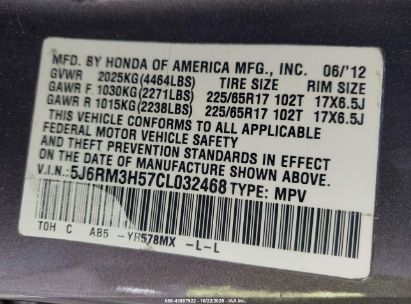 MFD. BY HONDA OF AMERICA MFG., INC. 06/'12
GVWR 2025KG(4464LBS) TIRE SIZE RIM SIZE
GAWR F 1030KG(2271LBS) 225/65R17 102T 17X6.5J
GAWR R 1015KG(2238LBS) 225/65R17 102T 17X6.5J
THIS VEHICLE CONFORMS TO ALL APPLICABLE
FEDERAL MOTOR VEHICLE SAFETY
STANDARDS IN EFFECT ON THE DATE OF
MANUFACTURE SHOWN ABOVE.
V.I.N: 5J6RM3H57CL032468 TYPE: MPV
TOH C AB5 -YR578MX -L-L